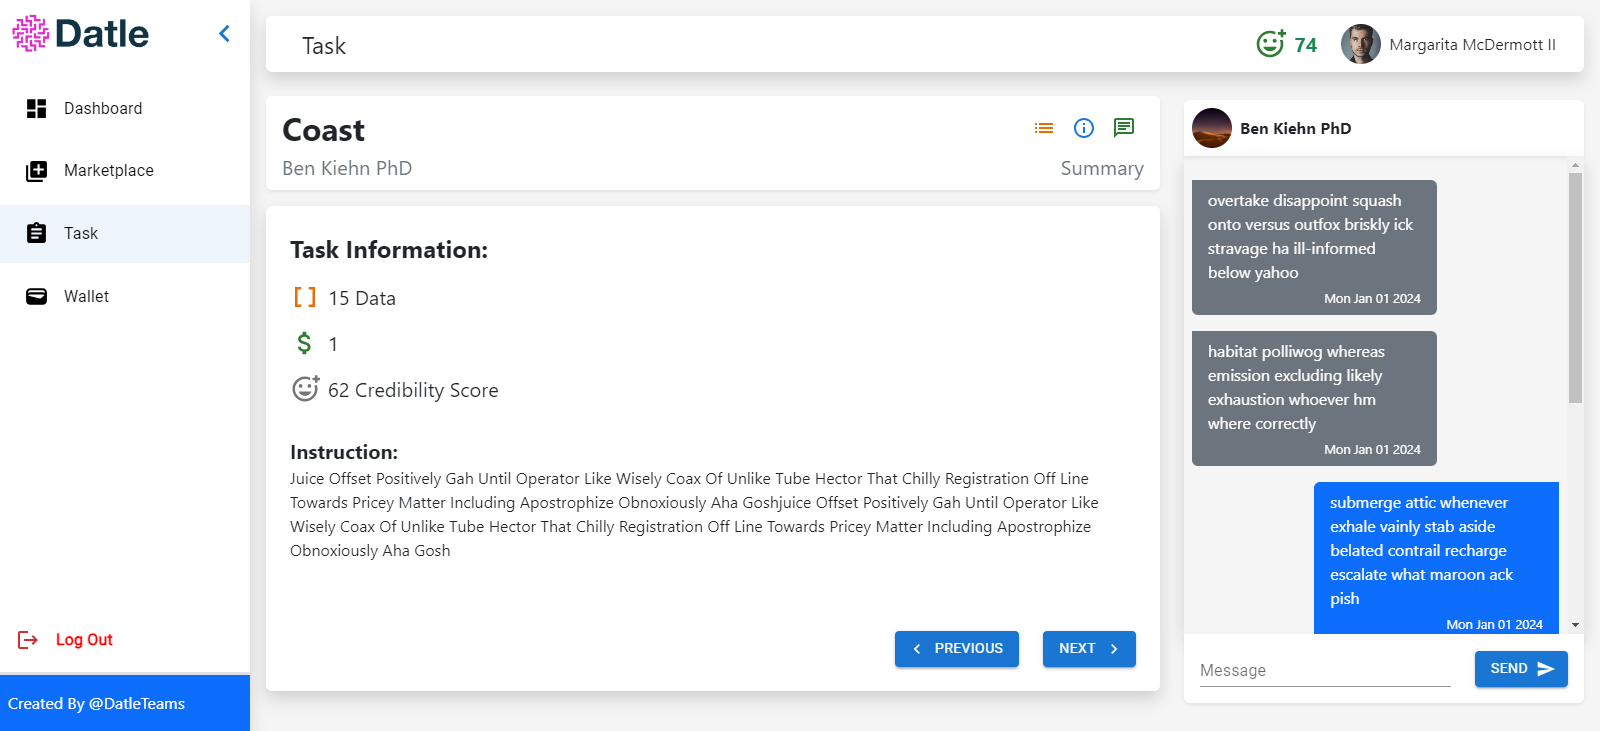 Datle
Dashboard
Marketplace
Task
Wallet
Log Out
Created By @DatleTeams
Task
74
Margarita McDermott II
Coast
Ben Kiehn PhD
Summary
Task Information:
15 Data
1
62 Credibility Score
Instruction:
Juice Offset Positively Gah Until Operator Like Wisely Coax Of Unlike Tube Hector That Chilly Registration Off Line
Towards Pricey Matter Including Apostrophize Obnoxiously Aha Goshjuice Offset Positively Gah Until Operator Like
Wisely Coax Of Unlike Tube Hector That Chilly Registration Off Line Towards Pricey Matter Including Apostrophize
Obnoxiously Aha Gosh
PREVIOUS
NEXT
Ben Kiehn PhD
overtake disappoint squash
onto versus outfox briskly ick
stravage ha ill-informed
below yahoo
Mon Jan 01 2024
habitat polliwog whereas
emission excluding likely
exhaustion whoever hm
where correctly
Mon Jan 01 2024
submerge attic whenever
exhale vainly stab aside
belated contrail recharge
escalate what maroon ack
pish
Mon Jan 01 2024
Message
SEND